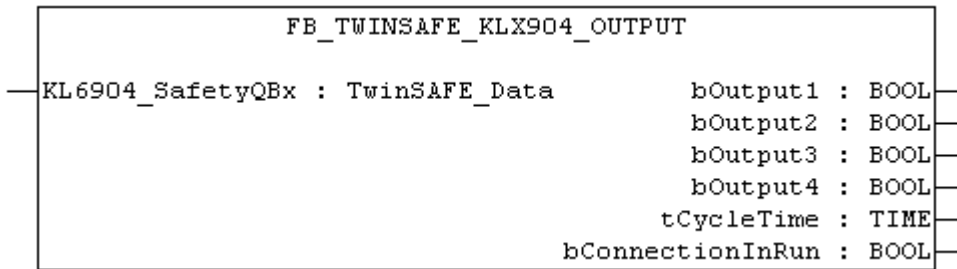 FB_TWINSAFE_KLX904_OUTPUT
KL6904_SafetyQBx : TwinSAFE_Data bOutput1 : BOOL
bOutput2 : BOOL
bOutput3 : BOOL
bOutput4 : BOOL
tCycleTime : TIME
bConnectionInRun : BOOL